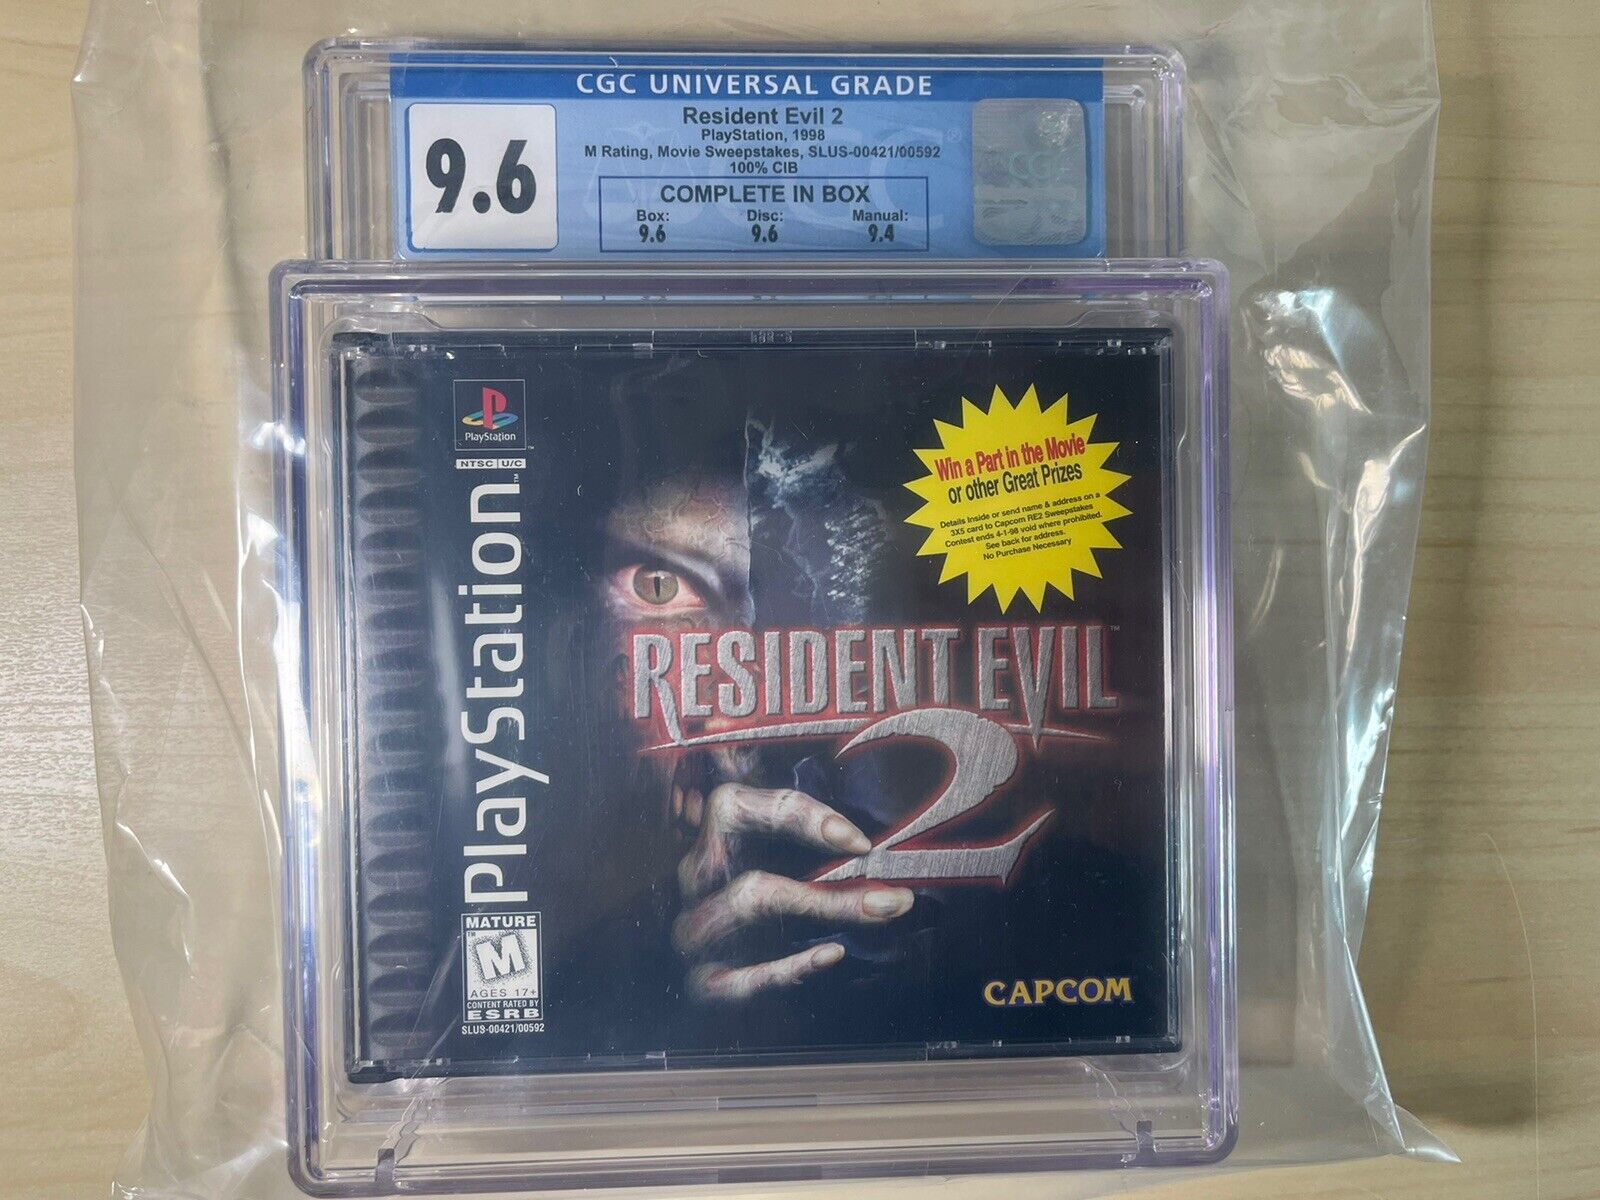 CGC UNIVERSAL GRADE
9.6
Resident Evil 2
PlayStation, 1998
M Rating, Movie Sweepstakes, SLUS-00421/00592
100% CIB
COMPLETE IN BOX
Box: Disc: Manual:
9.6 9.6 9.4
CGC
PlayStation
NTSC U/C
PlayStation
Win a Part in the Movie
or other Great Prizes
Details Inside or send name & address on a
3X5 card to Capcom RE2 Sweepstakes
Contest ends 4-1-98 void where prohibited.
See back for address.
No Purchase Necessary
RESIDENT EVIL™
2
MATURE
M
AGES 17+
CONTENT RATED BY
ESRB
SLUS-00421/00592
CAPCOM